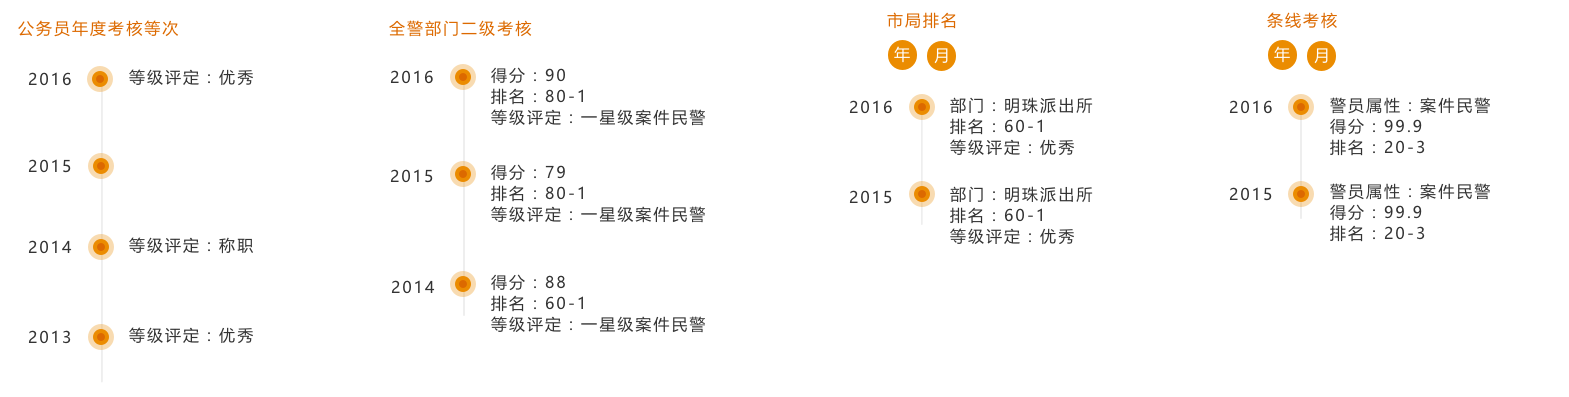 公务员年度考核等次
2016
等级评定：优秀
2015
2014
等级评定：称职
2013
等级评定：优秀
全警部门二级考核
2016
得分：90
排名：80-1
等级评定：一星级案件民警
2015
得分：79
排名：80-1
等级评定：一星级案件民警
2014
得分：88
排名：60-1
等级评定：一星级案件民警
市局排名
年 月
2016
部门：明珠派出所
排名：60-1
等级评定：优秀
2015
部门：明珠派出所
排名：60-1
等级评定：优秀
条线考核
年 月
2016
警员属性：案件民警
得分：99.9
排名：20-3
2015
警员属性：案件民警
得分：99.9
排名：20-3